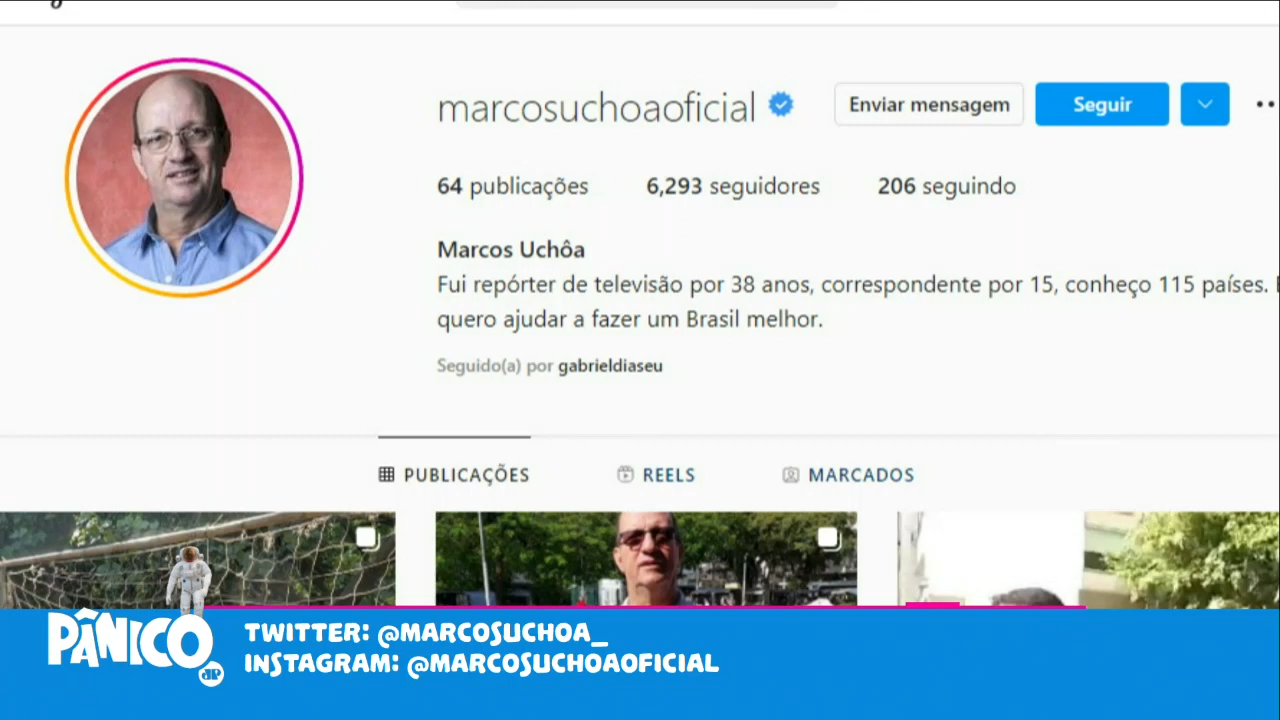 marcosuchoaoficial
Enviar mensagem
Seguir
64 publicações
6,293 seguidores
206 seguindo
Marcos Uchôa
Fui repórter de televisão por 38 anos, correspondente por 15, conheço 115 países.
quero ajudar a fazer um Brasil melhor.
Seguido(a) por gabrieldiaseu
PUBLICAÇÕES
REELS
MARCADOS
PÂNICO
JP
TWITTER: @MARCOSUCHOA_
INSTAGRAM: @MARCOSUCHOAOFICIAL